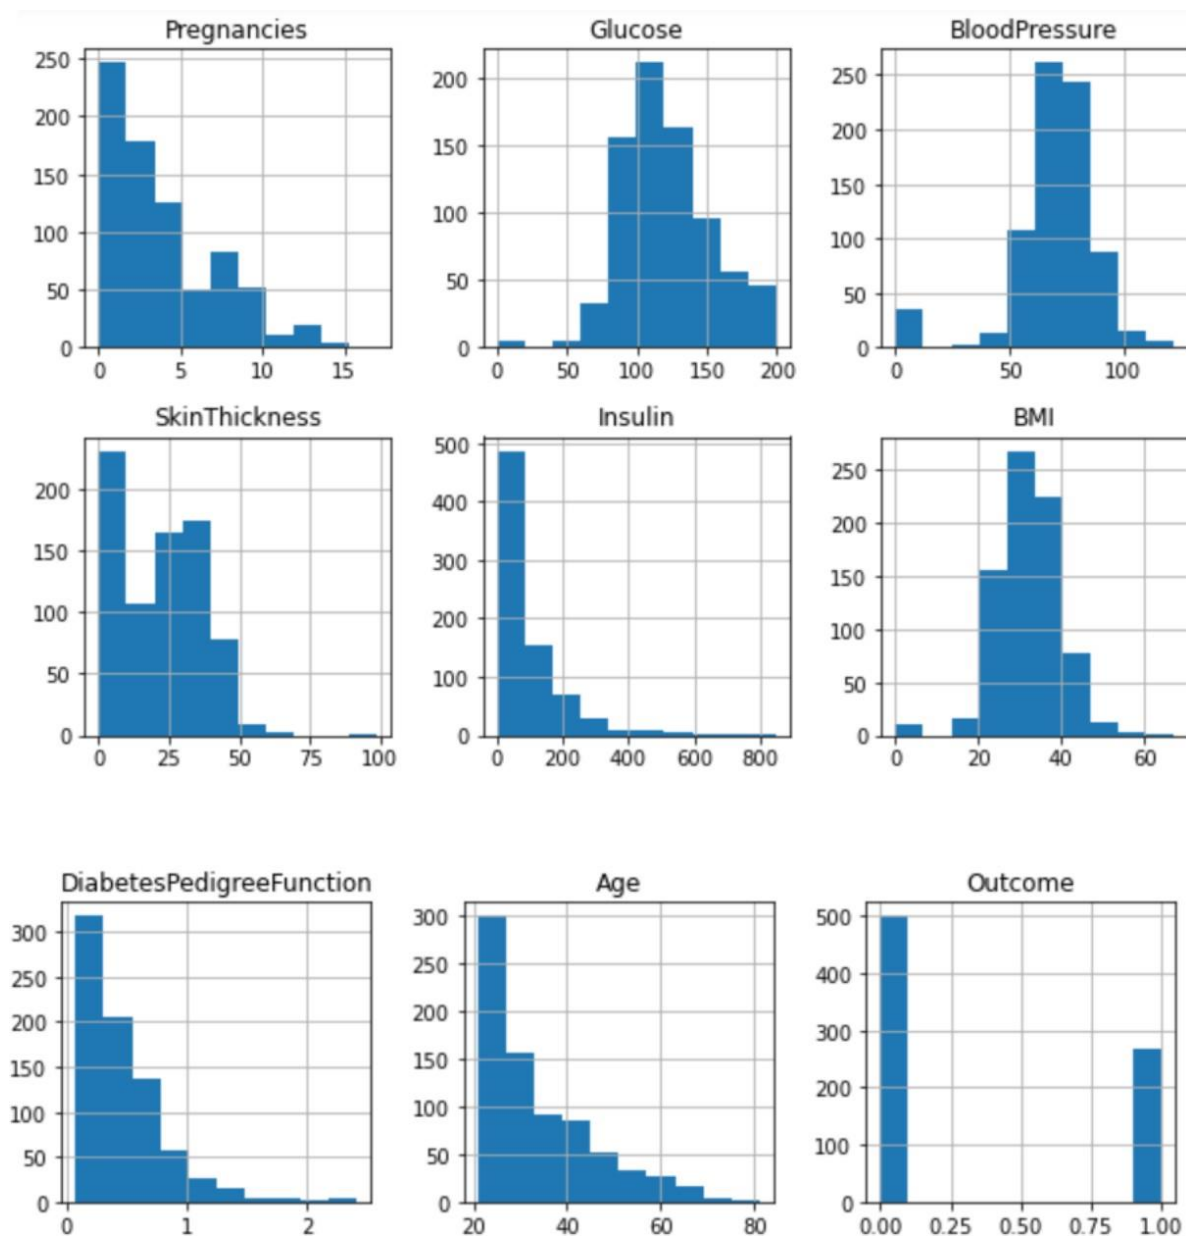 Pregnancies Glucose BloodPressure
250 200 250
200 150 200
150 100 150
100 50 100
50 0 50
0 0
0 5 10 15 0 50 100 150 200 0 50 100
SkinThickness Insulin BMI
200 500 250
150 400 200
100 300 150
50 200 100
0 100 50
0 0
0 25 50 75 100 0 200 400 600 800 0 20 40 60
DiabetesPedigreeFunction Age Outcome
300 300 500
250 250 400
200 200 300
150 150 200
100 100 100
50 50 0
0 0
0 1 2 20 40 60 80 0.00 0.25 0.50 0.75 1.00